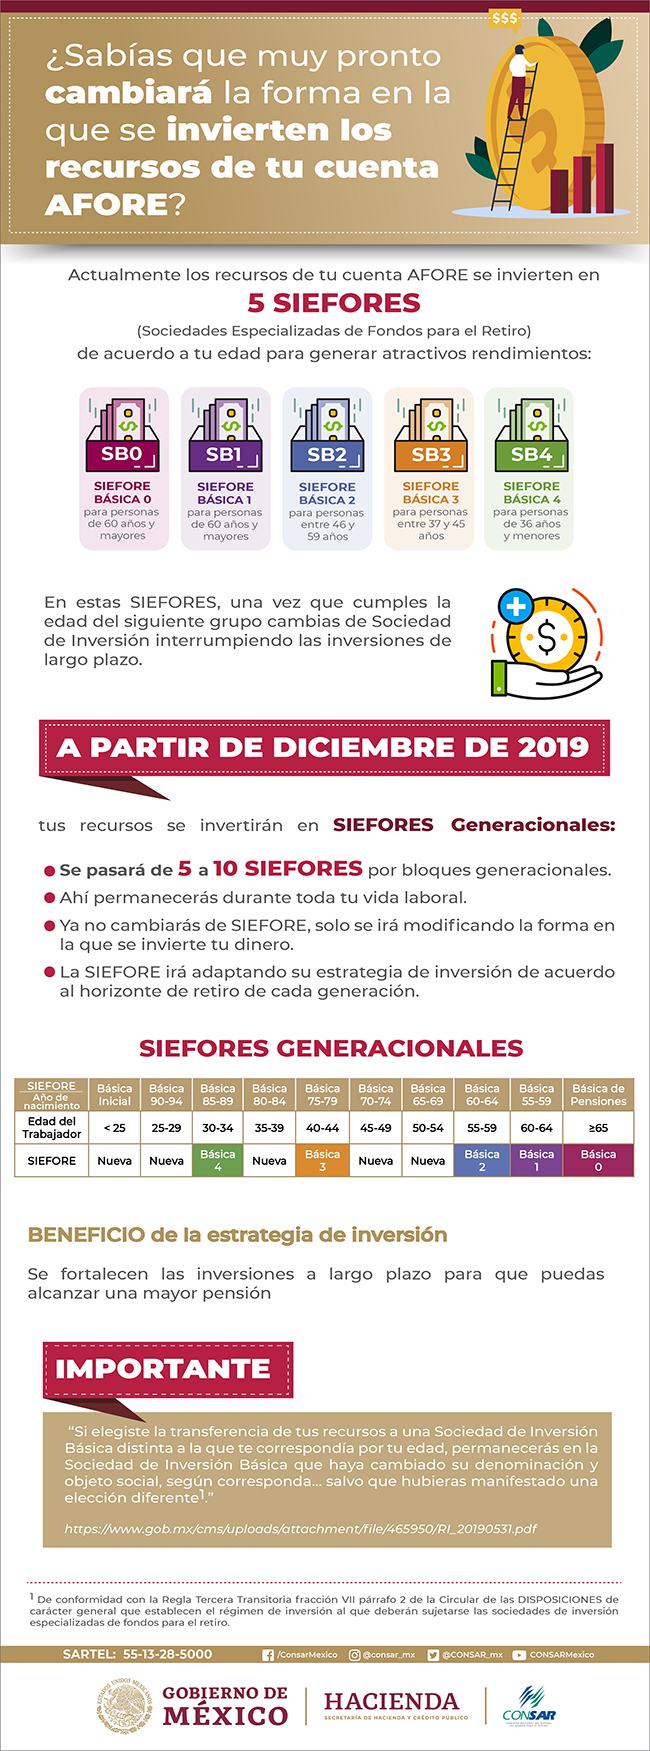 $$$
¿Sabías que muy pronto
cambiará la forma en la
que se invierten los
recursos de tu cuenta
AFORE?
Actualmente los recursos de tu cuenta AFORE se invierten en
5 SIEFORES
(Sociedades Especializadas de Fondos para el Retiro)
de acuerdo a tu edad para generar atractivos rendimientos:
SB0
SIEFORE
BÁSICA 0
para personas
de 60 años y
mayores
SB1
SIEFORE
BÁSICA 1
para personas
de 60 años y
mayores
SB2
SIEFORE
BÁSICA 2
para personas
entre 46 y
59 años
SB3
SIEFORE
BÁSICA 3
para personas
entre 37 y 45
años
SB4
SIEFORE
BÁSICA 4
para personas
de 36 años
y menores
En estas SIEFORES, una vez que cumples la
edad del siguiente grupo cambias de Sociedad
de Inversión interrumpiendo las inversiones de
largo plazo.
A PARTIR DE DICIEMBRE DE 2019
tus recursos se invertirán en SIEFORES Generacionales:
● Se pasará de 5 a 10 SIEFORES por bloques generacionales.
● Ahí permanecerás durante toda tu vida laboral.
● Ya no cambiarás de SIEFORE, solo se irá modificando la forma en
la que se invierte tu dinero.
● La SIEFORE irá adaptando su estrategia de inversión de acuerdo
al horizonte de retiro de cada generación.
SIEFORES GENERACIONALES
SIEFORE Año de nacimiento Básica Inicial Básica 90-94 Básica 85-89 Básica 80-84 Básica 75-79 Básica 70-74 Básica 65-69 Básica 60-64 Básica 55-59 Básica de Pensiones
Edad del Trabajador < 25 25-29 30-34 35-39 40-44 45-49 50-54 55-59 60-64 ≥65
SIEFORE Nueva Nueva Básica 4 Nueva Básica 3 Nueva Nueva Básica 2 Básica 1 Básica 0
BENEFICIO de la estrategia de inversión
Se fortalecen las inversiones a largo plazo para que puedas
alcanzar una mayor pensión
IMPORTANTE
“Si elegiste la transferencia de tus recursos a una Sociedad de Inversión
Básica distinta a la que te correspondía por tu edad, permanecerás en la
Sociedad de Inversión Básica que haya cambiado su denominación y
objeto social, según corresponda... salvo que hubieras manifestado una
elección diferente¹.”
https://www.gob.mx/cms/uploads/attachment/file/465950/RI_20190531.pdf
¹ De conformidad con la Regla Tercera Transitoria fracción VII párrafo 2 de la Circular de las DISPOSICIONES de
carácter general que establecen el régimen de inversión al que deberán sujetarse las sociedades de inversión
especializadas de fondos para el retiro.
SARTEL: 55-13-28-5000 /ConsarMexico @consar_mx @CONSAR_mx CONSARMexico
GOBIERNO DE
MÉXICO
HACIENDA
SECRETARÍA DE HACIENDA Y CRÉDITO PÚBLICO
CONSAR